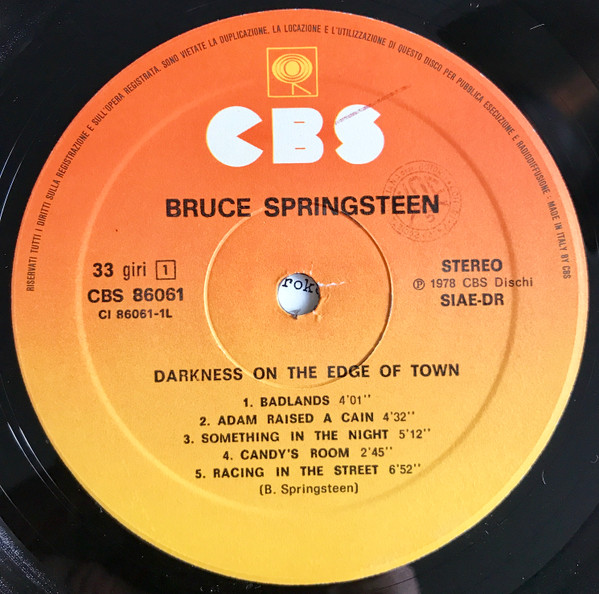 RISERVATI TUTTI I DIRITTI SULLA REGISTRAZIONE E SULL'OPERA REGISTRATA. SONO VIETATE LA DUPLICAZIONE, LA LOCAZIONE E L'UTILIZZAZIONE DI QUESTO DISCO PER PUBBLICA ESECUZIONE E RADIODIFFUSIONE - MADE IN ITALY BY CBS
CBS
BRUCE SPRINGSTEEN
33 giri 1
CBS 86061
CI 86061-1L
STEREO
℗ 1978 CBS Dischi
SIAE-DR
rok
DARKNESS ON THE EDGE OF TOWN
1. BADLANDS 4'01''
2. ADAM RAISED A CAIN 4'32''
3. SOMETHING IN THE NIGHT 5'12''
4. CANDY'S ROOM 2'45''
5. RACING IN THE STREET 6'52''
(B. Springsteen)